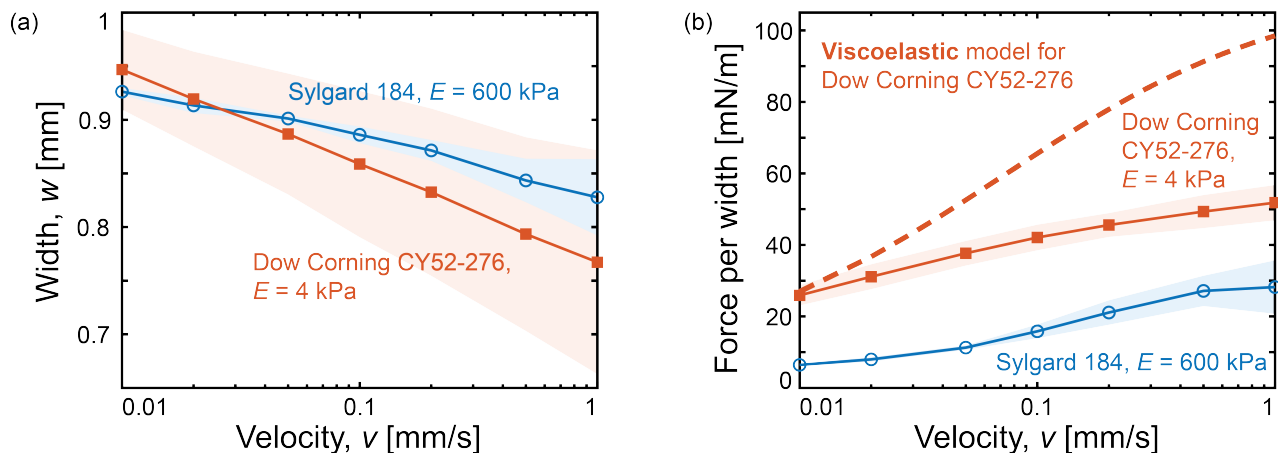 (a)
Width, w [mm]
1
0.9
0.8
0.7
Sylgard 184, E = 600 kPa
Dow Corning CY52-276,
E = 4 kPa
0.01
0.1
1
Velocity, v [mm/s]
(b)
Force per width [mN/m]
100
80
60
40
20
0
Viscoelastic model for
Dow Corning CY52-276
Dow Corning
CY52-276,
E = 4 kPa
Sylgard 184, E = 600 kPa
0.01
0.1
1
Velocity, v [mm/s]